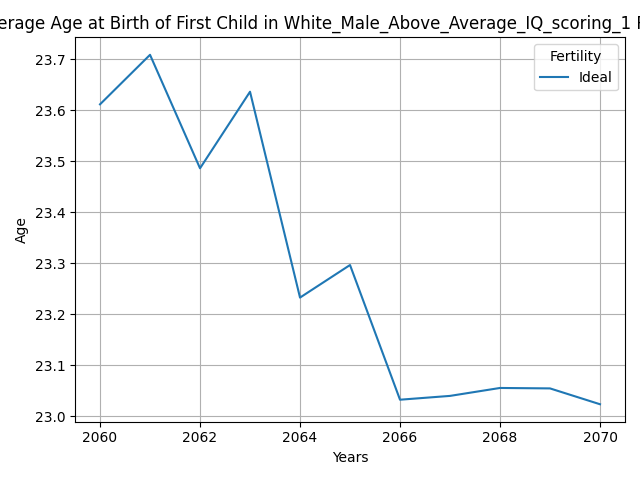 erage Age at Birth of First Child in White_Male_Above_Average_IQ_scoring_1
Fertility
Ideal
23.7
23.6
23.5
23.4
23.3
23.2
23.1
23.0
Age
2060 2062 2064 2066 2068 2070
Years